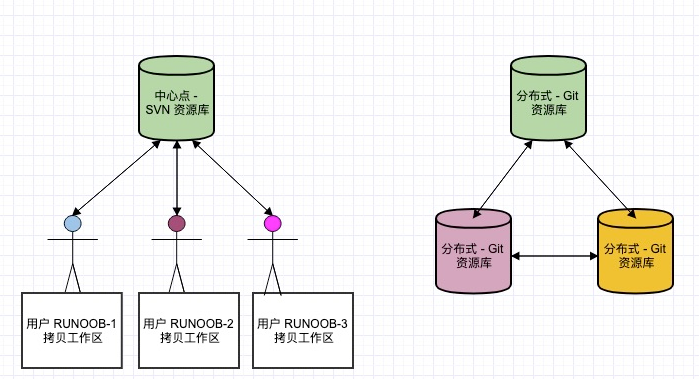 中心点 -
SVN 资源库
分布式 - Git
资源库
分布式 - Git
资源库
分布式 - Git
资源库
用户 RUNOOB-1
拷贝工作区
用户 RUNOOB-2
拷贝工作区
用户 RUNOOB-3
拷贝工作区